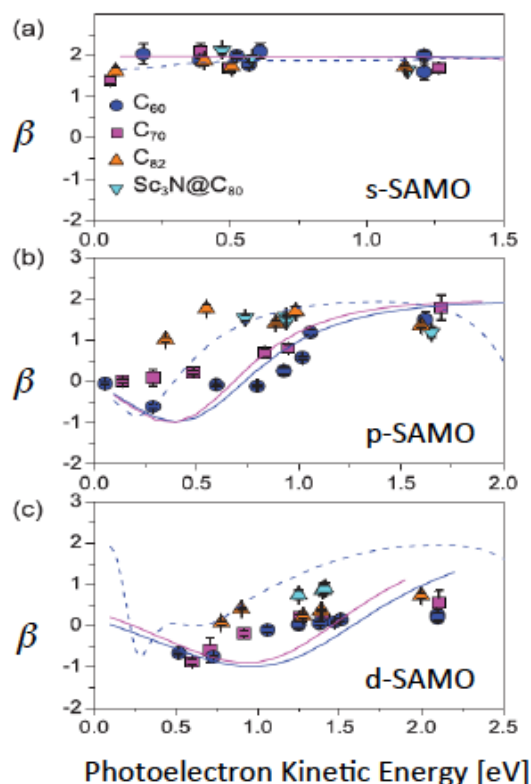 (a)
3
2
1
0
-1
-2
β
C60
C70
C82
Sc3N@C80
s-SAMO
0.0 0.5 1.0 1.5
(b)
3
2
1
0
-1
-2
β
p-SAMO
0.0 0.5 1.0 1.5 2.0
(c)
3
2
1
0
-1
-2
β
d-SAMO
0.0 0.5 1.0 1.5 2.0 2.5
Photoelectron Kinetic Energy [eV]